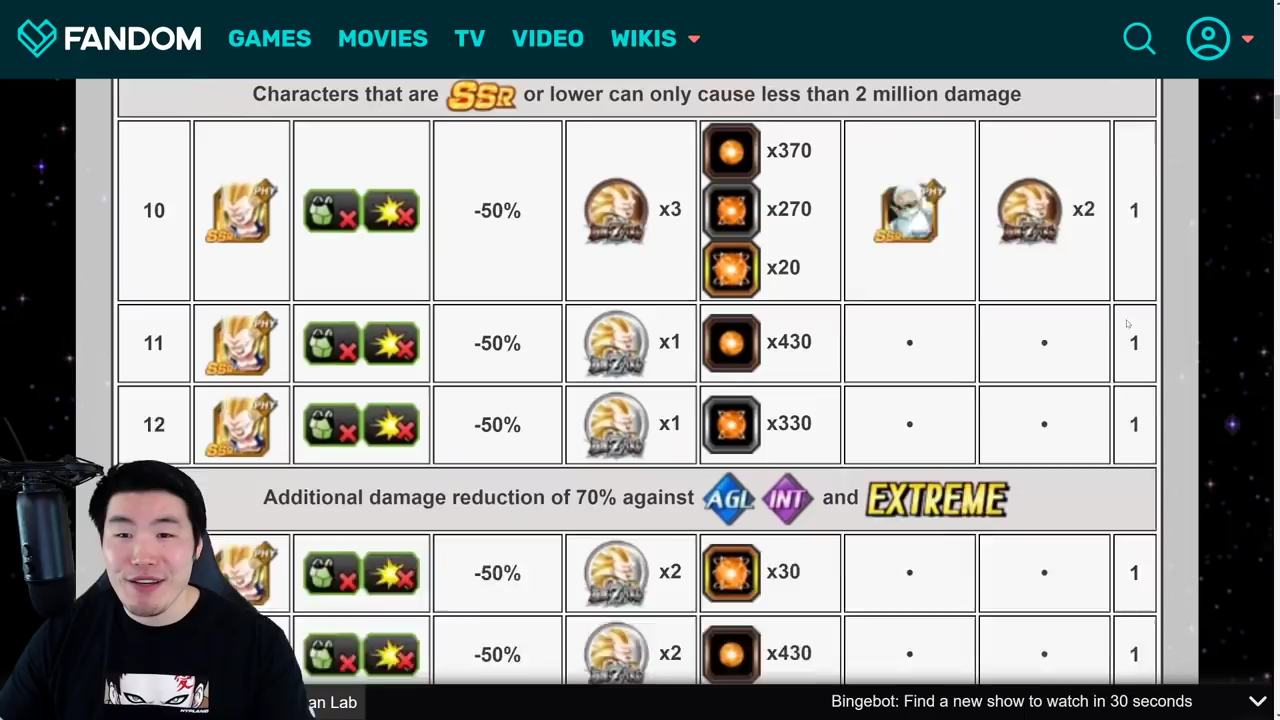 FANDOM GAMES MOVIES TV VIDEO WIKIS
Characters that are SSR or lower can only cause less than 2 million damage
10 PHY SSR -50% x3 x370 PHY SSR x2 1
x270
x20
11 PHY SSR -50% x1 x430 • • 1
12 PHY SSR -50% x1 x330 • • 1
Additional damage reduction of 70% against AGL INT and EXTREME
PHY -50% x2 x30 • • 1
-50% x2 x430 • • 1
an Lab
Bingebot: Find a new show to watch in 30 seconds